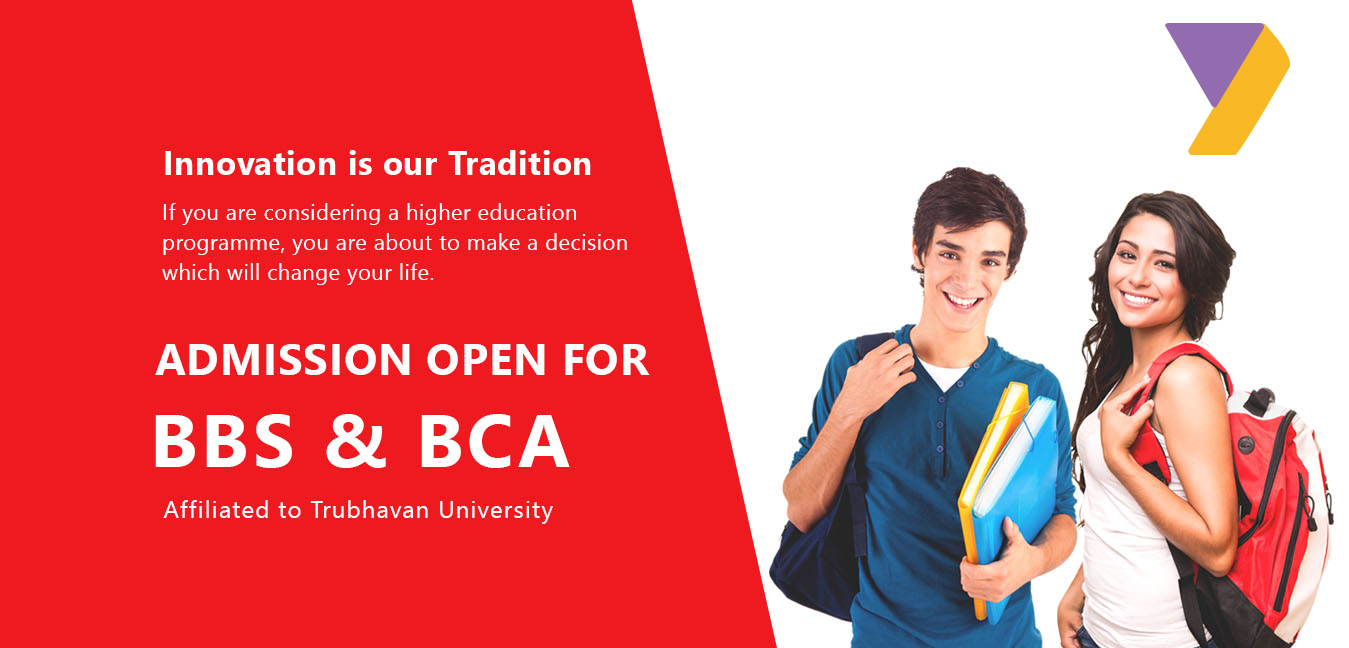 Innovation is our Tradition
If you are considering a higher education
programme, you are about to make a decision
which will change your life.
ADMISSION OPEN FOR
BBS & BCA
Affiliated to Trubhavan University